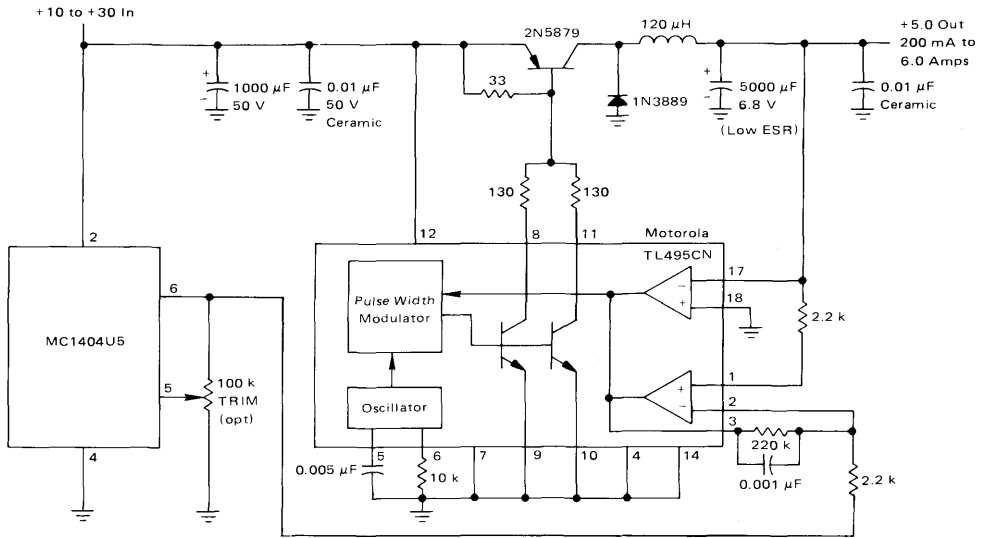 +10 to +30 In
2N5879
120 μH
+5.0 Out
200 mA to
6.0 Amps
+
−
1000 μF
50 V
0.01 μF
50 V
Ceramic
33
1N3889
+
−
5000 μF
6.8 V
(Low ESR)
0.01 μF
Ceramic
130
130
2
12
8
11
Motorola
TL495CN
17
18
−
+
2.2 k
6
MC1404U5
5
100 k
TRIM
(opt)
4
Pulse Width
Modulator
Oscillator
1
2
+
−
3
220 k
0.001 μF
2.2 k
5
6
7
9
10
4
14
0.005 μF
10 k